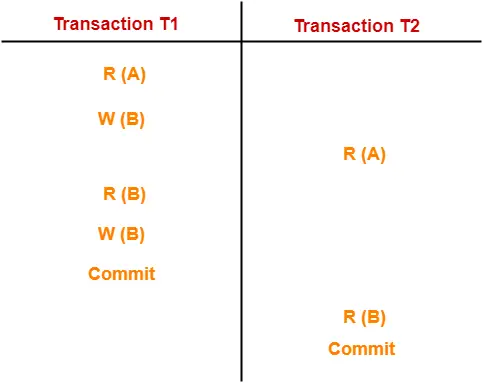 Transaction T1 Transaction T2
R (A)
W (B)
R (A)
R (B)
W (B)
Commit
R (B)
Commit